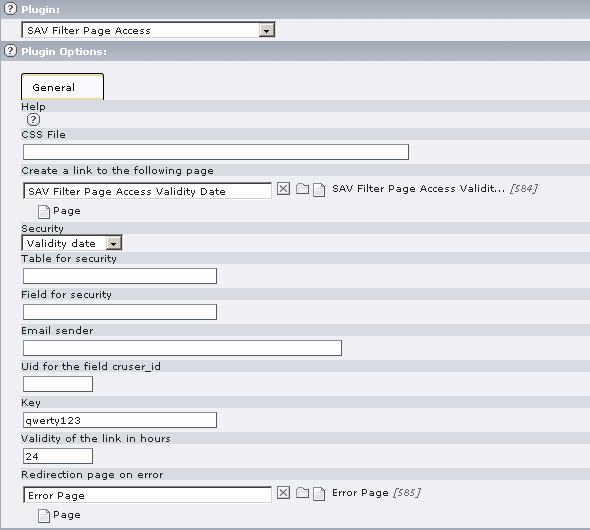 Plugin:
SAV Filter Page Access
Plugin Options:
General
Help
CSS File
Create a link to the following page
SAV Filter Page Access Validity Date SAV Filter Page Access Validit... [584]
Page
Security
Validity date
Table for security
Field for security
Email sender
Uid for the field cruser_id
Key
qwerty123
Validity of the link in hours
24
Redirection page on error
Error Page Error Page [585]
Page